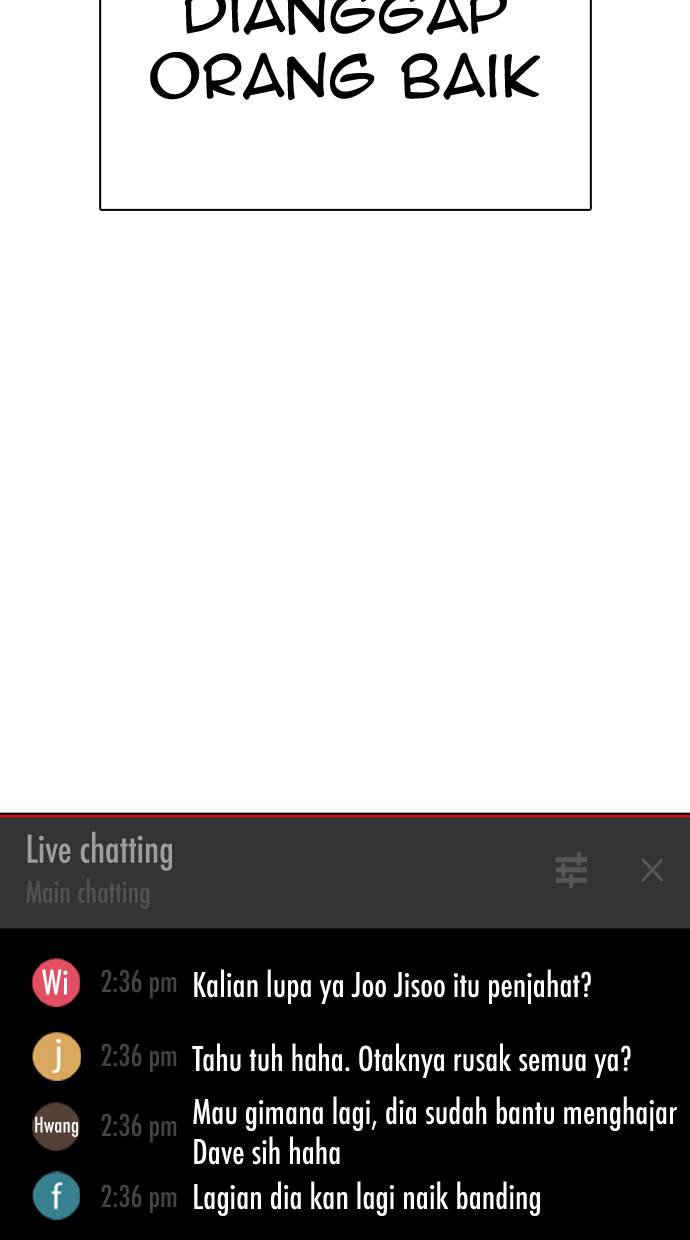 DIANGGAP
ORANG BAIK
Live chatting
Main chatting
Wi 2:36 pm Kalian lupa ya Joo Jisoo itu penjahat?
j 2:36 pm Tahu tuh haha. Otaknya rusak semua ya?
Hwang 2:36 pm Mau gimana lagi, dia sudah bantu menghajar
Dave sih haha
f 2:36 pm Lagian dia kan lagi naik banding